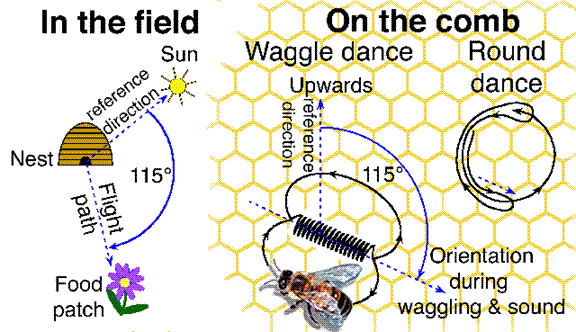 In the field
Sun
reference
direction
Nest
115°
Flight
path
Food
patch
On the comb
Waggle dance
Round
dance
Upwards
reference
direction
115°
Orientation
during
waggling & sound